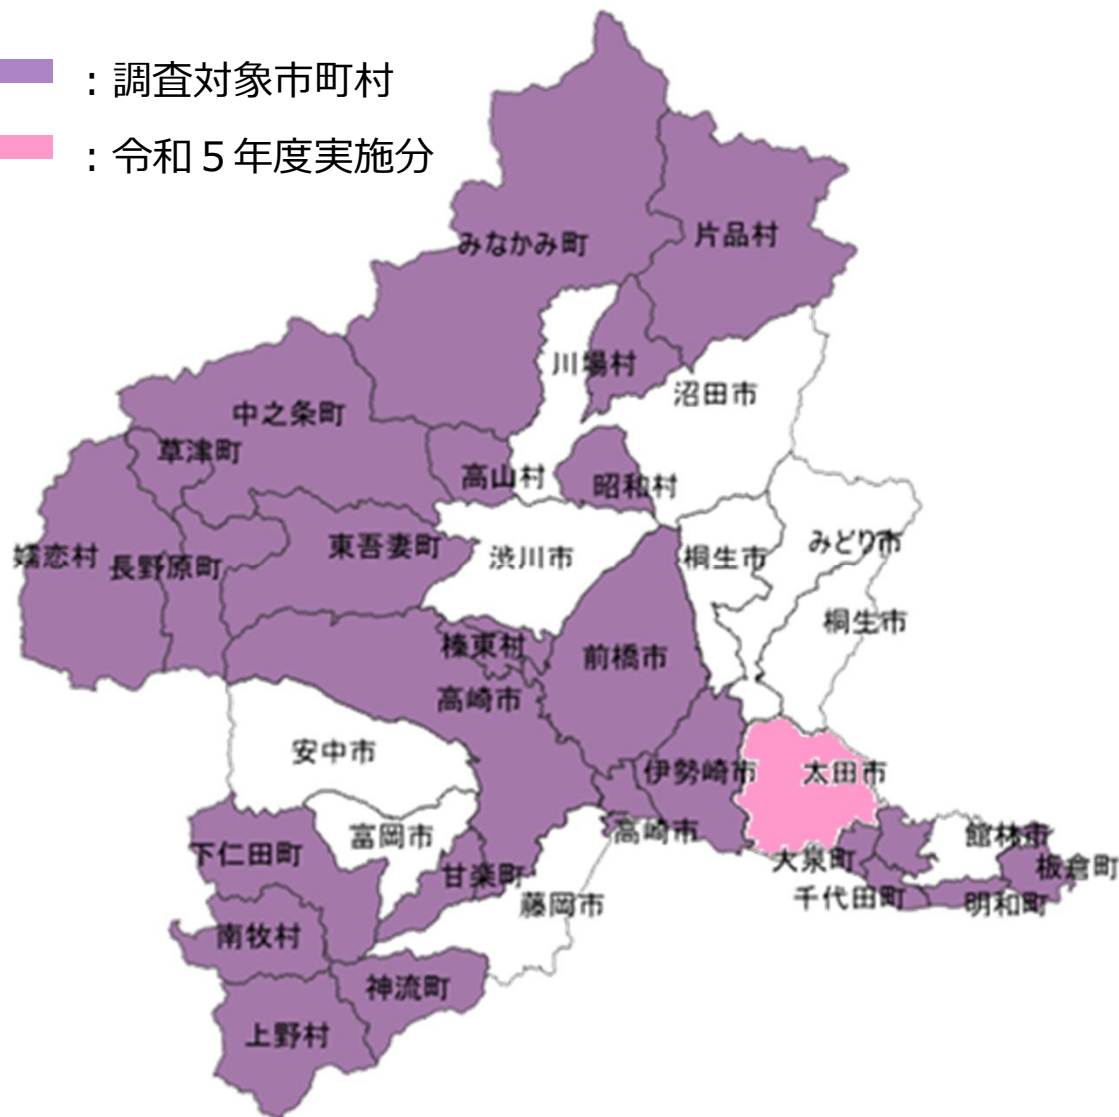 ：調査対象市町村
：令和５年度実施分
みなかみ町
片品村
川場村
沼田市
中之条町
草津町
高山村
昭和村
嬬恋村
長野原町
東吾妻町
渋川市
桐生市
みどり市
桐生市
榛東村
前橋市
高崎市
安中市
伊勢崎市
太田市
富岡市
高崎市
館林市
下仁田町
甘楽町
大泉町
板倉町
千代田町
明和町
藤岡市
南牧村
神流町
上野村